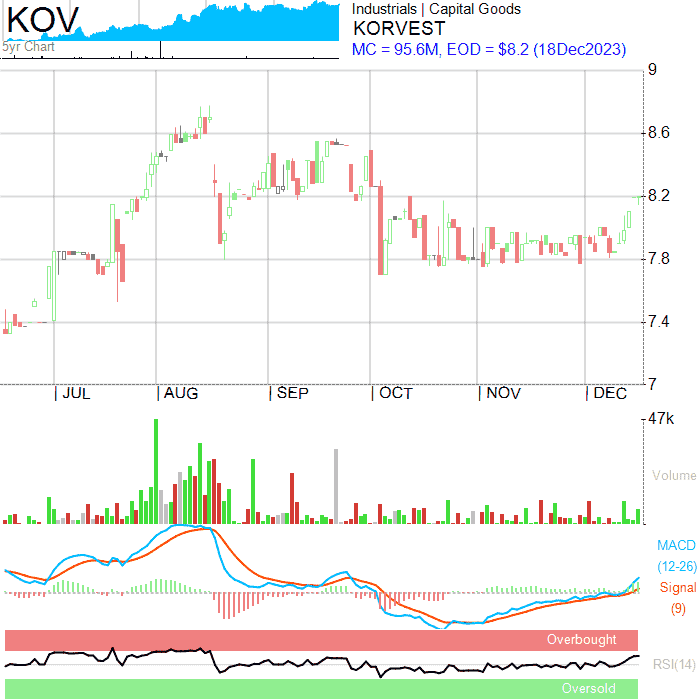 KOV
5yr Chart
Industrials | Capital Goods
KORVEST
MC = 95.6M, EOD = $8.2 (18Dec2023)
9
8.6
8.2
7.8
7.4
7
JUL AUG SEP OCT NOV DEC
47k
Volume
MACD
(12-26)
Signal
(9)
Overbought
RSI(14)
Oversold